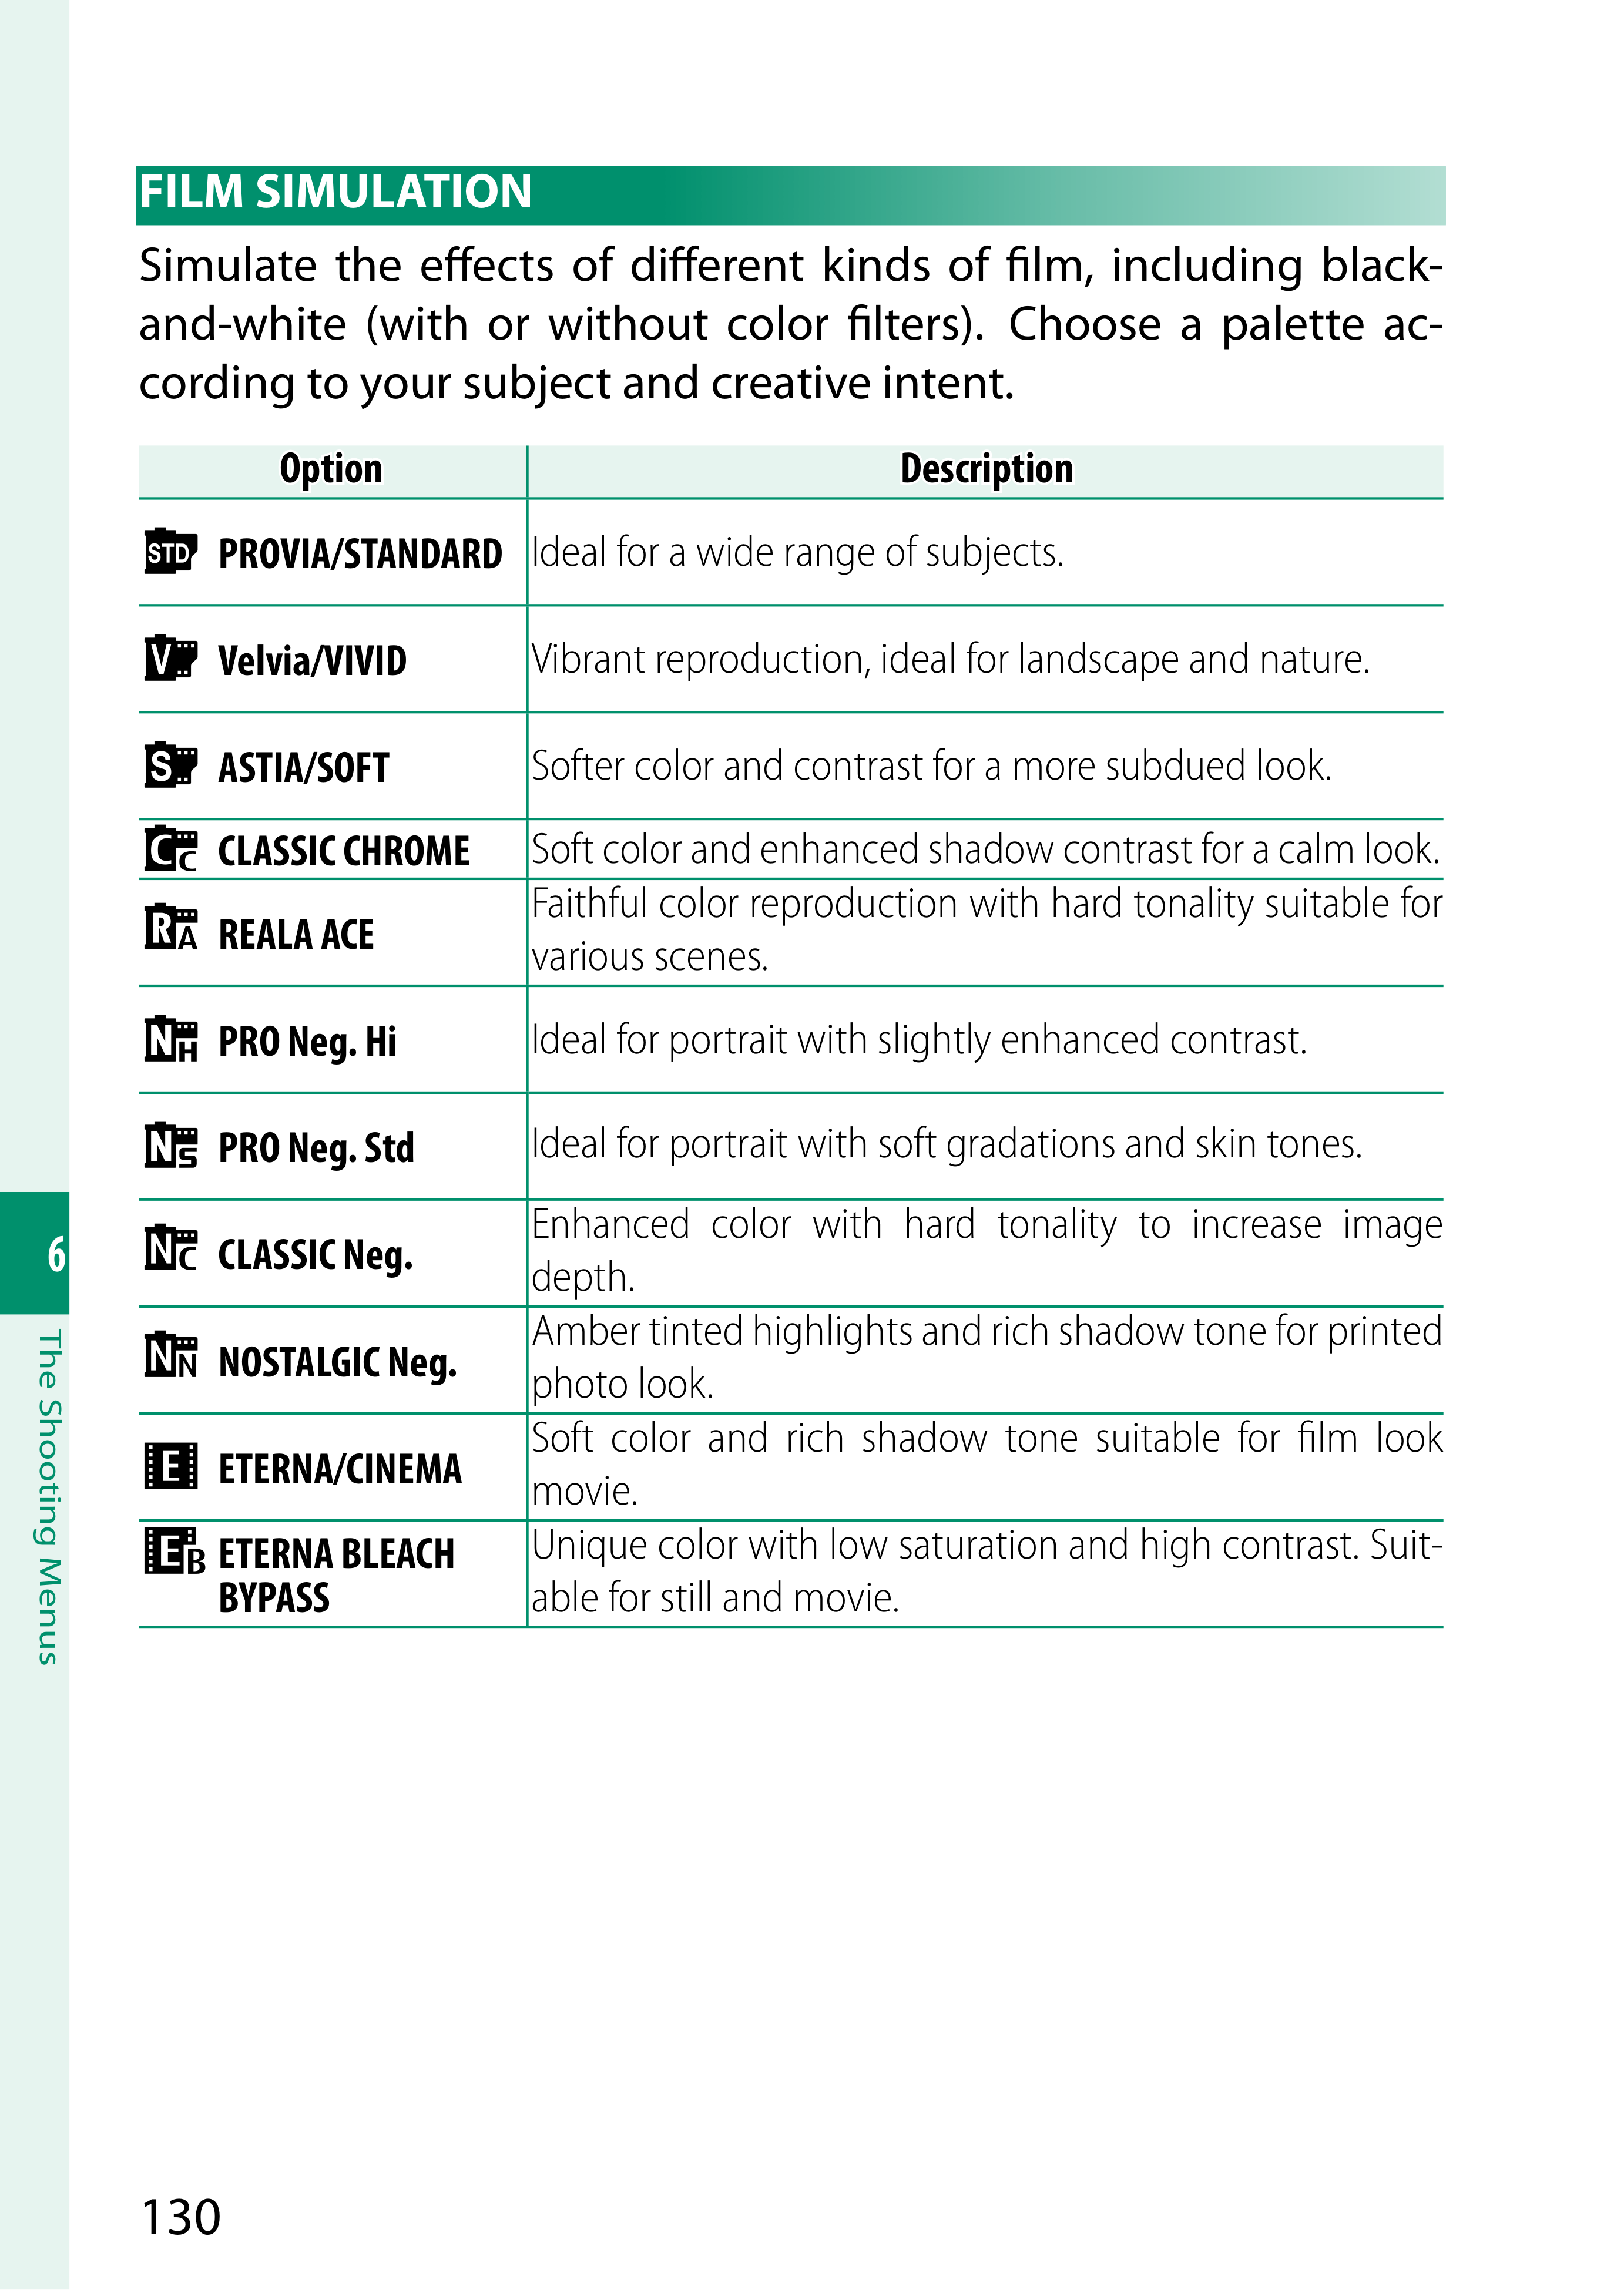 FILM SIMULATION
Simulate the effects of different kinds of film, including black-
and-white (with or without color filters). Choose a palette ac-
cording to your subject and creative intent.
Option Description
STD PROVIA/STANDARD Ideal for a wide range of subjects.
V Velvia/VIVID Vibrant reproduction, ideal for landscape and nature.
S ASTIA/SOFT Softer color and contrast for a more subdued look.
CC CLASSIC CHROME Soft color and enhanced shadow contrast for a calm look.
RA REALA ACE Faithful color reproduction with hard tonality suitable for
various scenes.
NH PRO Neg. Hi Ideal for portrait with slightly enhanced contrast.
NS PRO Neg. Std Ideal for portrait with soft gradations and skin tones.
NC CLASSIC Neg. Enhanced color with hard tonality to increase image
depth.
NN NOSTALGIC Neg. Amber tinted highlights and rich shadow tone for printed
photo look.
E ETERNA/CINEMA Soft color and rich shadow tone suitable for film look
movie.
EB ETERNA BLEACH
BYPASS
Unique color with low saturation and high contrast. Suit-
able for still and movie.
6
The Shooting Menus
130